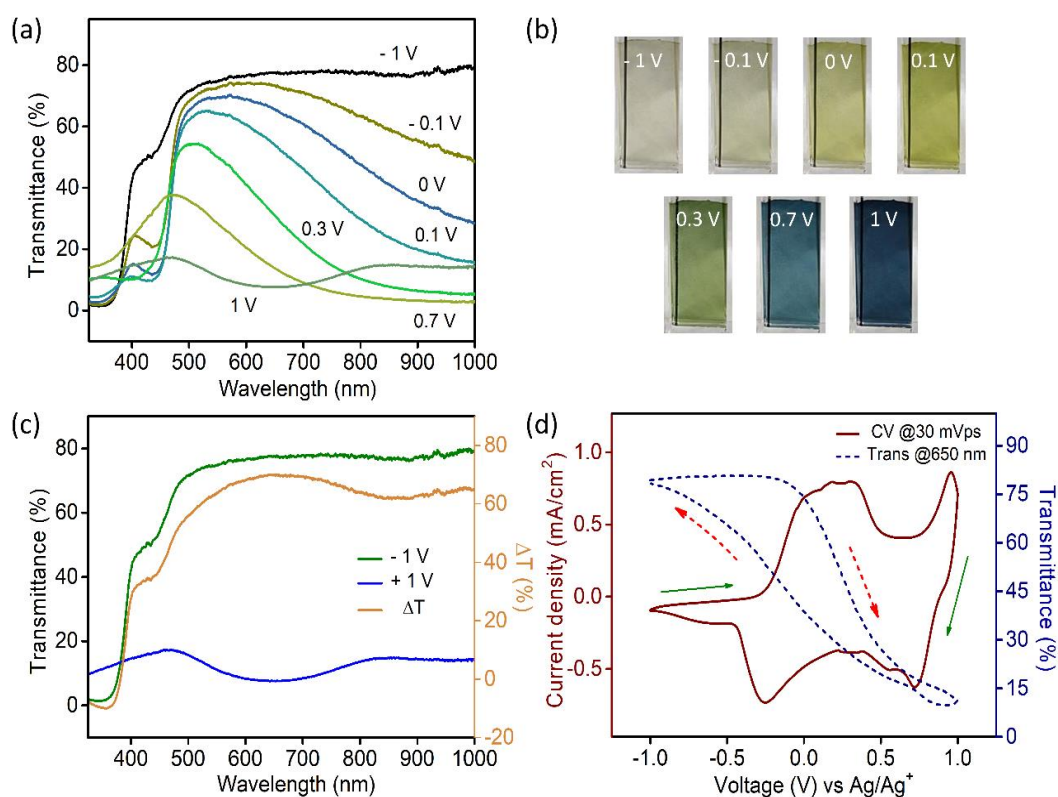 (a)
Transmittance (%)
80
60
40
20
0
- 1 V
- 0.1 V
0 V
0.1 V
0.3 V
1 V
0.7 V
400 500 600 700 800 900 1000
Wavelength (nm)
(b)
- 1 V - 0.1 V 0 V 0.1 V
0.3 V 0.7 V 1 V
(c)
Transmittance (%)
80
60
40
20
0
- 1 V
+ 1 V
ΔT
80
60
40
20
0
-20
ΔT (%)
400 500 600 700 800 900 1000
Wavelength (nm)
(d)
Current density (mA/cm²)
1.0
0.5
0.0
-0.5
CV @30 mVps
Trans @650 nm
90
75
60
45
30
15
0
Transmittance (%)
-1.0 -0.5 0.0 0.5 1.0
Voltage (V) vs Ag/Ag⁺